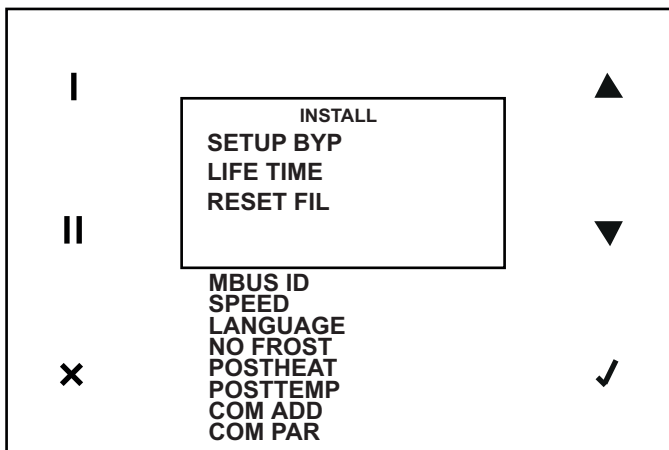 I
INSTALL
SETUP BYP
LIFE TIME
RESET FIL
II
MBUS ID
SPEED
LANGUAGE
NO FROST
POSTHEAT
POSTTEMP
COM ADD
COM PAR